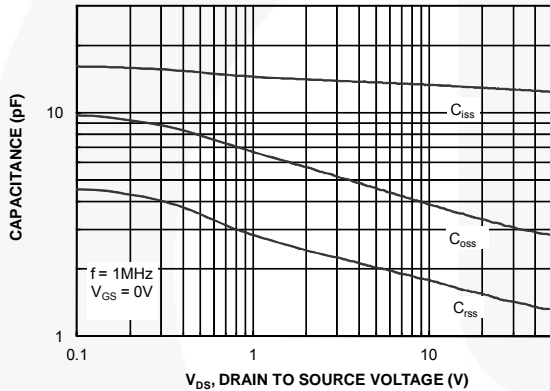 CAPACITANCE (pF)
10
1
C_iss
C_oss
C_rss
f = 1MHz
V_GS = 0V
0.1
1
10
V_DS, DRAIN TO SOURCE VOLTAGE (V)